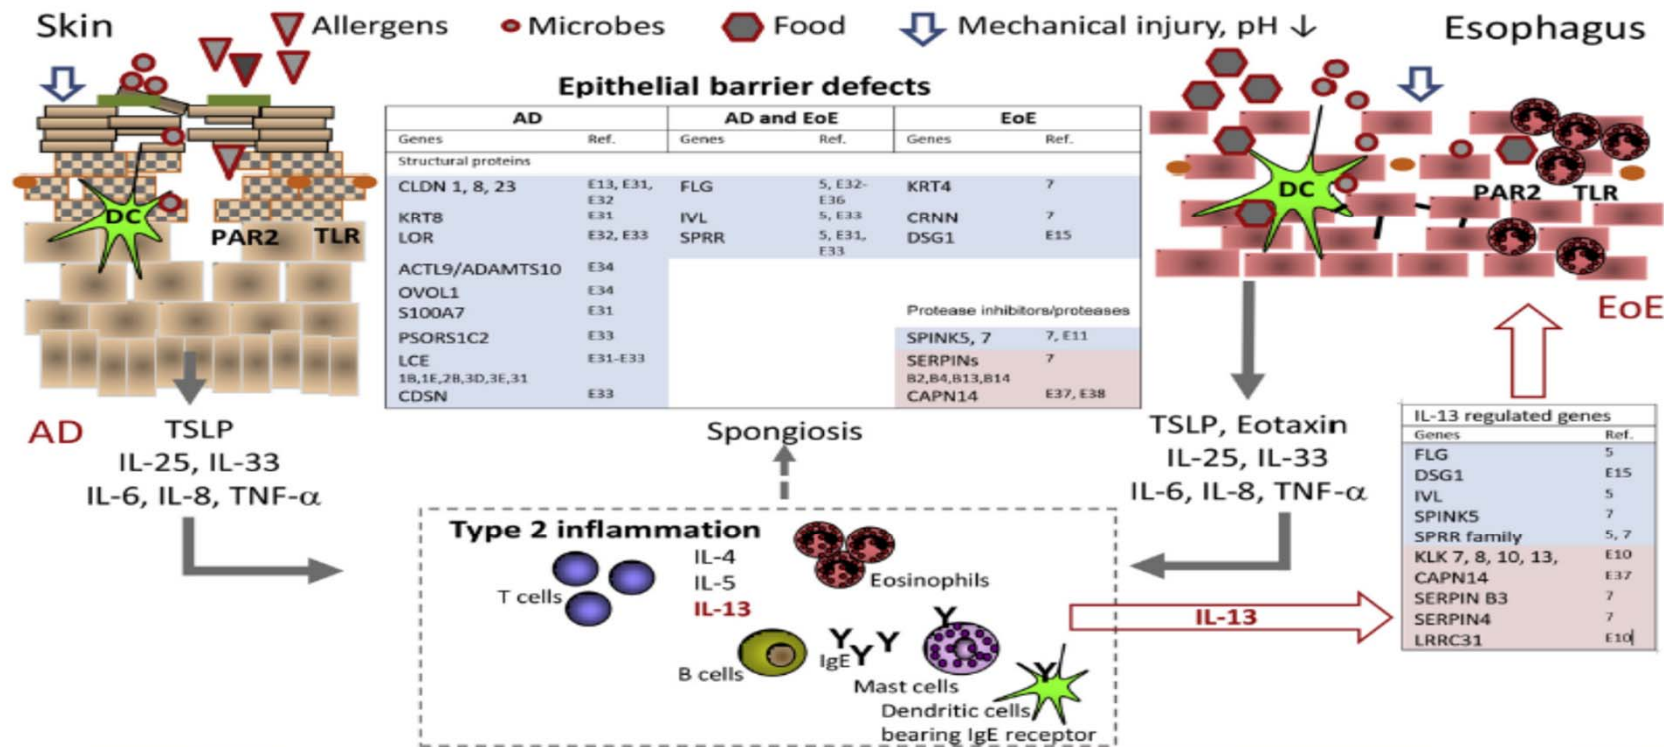 Skin
Allergens
Microbes
Food
Mechanical injury, pH ↓
Esophagus
Epithelial barrier defects
AD AD and EoE EoE
Genes Ref. Genes Ref. Genes Ref.
Structural proteins
CLDN 1, 8, 23 E13, E31, FLG 5, E32- KRT4 7
E32 E36
KRT8 E31 IVL 5, E33 CRNN 7
LOR E32, E33 SPRR 5, E31, DSG1 E15
E33
ACTL9/ADAMTS10 E34
OVOL1 E34
S100A7 E31 Protease inhibitors/proteases
PSORS1C2 E33 SPINK5, 7 7, E11
LCE E31-E33 SERPINs 7
1B,1E,2B,3D,3E,31 B2,B4,B13,B14
CDSN E33 CAPN14 E37, E38
DC
PAR2 TLR
DC
PAR2 TLR
EoE
AD
TSLP
IL-25, IL-33
IL-6, IL-8, TNF-α
Spongiosis
TSLP, Eotaxin
IL-25, IL-33
IL-6, IL-8, TNF-α
Type 2 inflammation
IL-4
IL-5
IL-13
T cells
Eosinophils
B cells
IgE
Mast cells
Dendritic cells
bearing IgE receptor
IL-13
IL-13 regulated genes
Genes Ref.
FLG 5
DSG1 E15
IVL 5
SPINK5 7
SPRR family 5, 7
KLK 7, 8, 10, 13, E10
CAPN14 E37
SERPIN B3 7
SERPIN4 7
LRRC31 E10